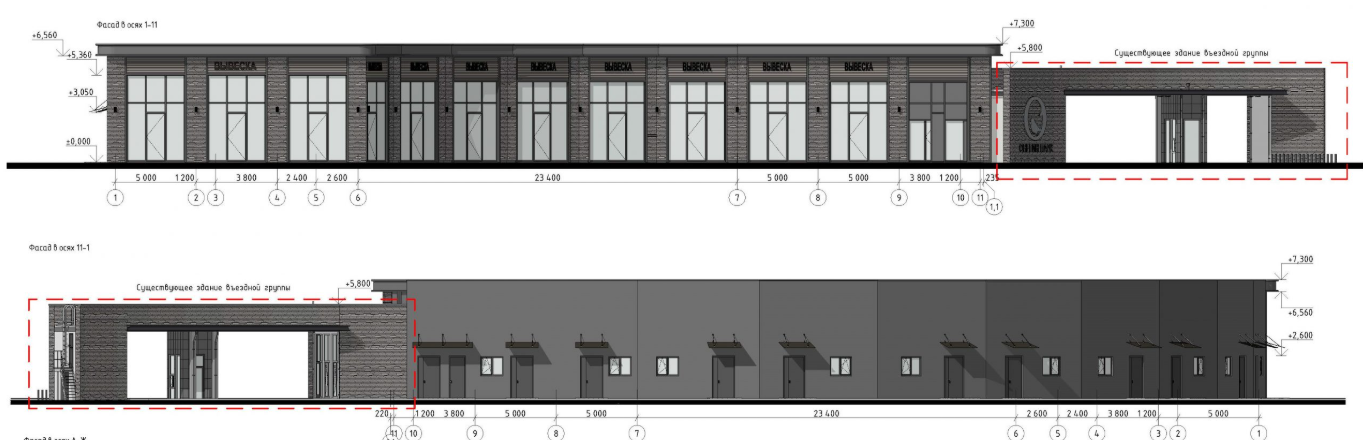 Фасад в осях 1-11
+7,300
+6,560
+5,360
+5,800
Существующее здание въездной группы
ВЫВЕСКА ВЫВЕСКА ВЫВЕСКА ВЫВЕСКА ВЫВЕСКА ВЫВЕСКА ВЫВЕСКА ВЫВЕСКА
+3,050
±0,000
5 000 1 200 3 800 2 400 2 600 23 400 5 000 5 000 3 800 1 200 235
1 2 3 4 5 6 7 8 9 10 11
1,1
Фасад в осях 11-1
+7,300
Существующее здание въездной группы
+5,800
+6,560
+2,600
220 1 200 3 800 5 000 5 000 23 400 2 600 2 400 3 800 1 200 5 000
11 10 9 8 7 6 5 4 3 2 1